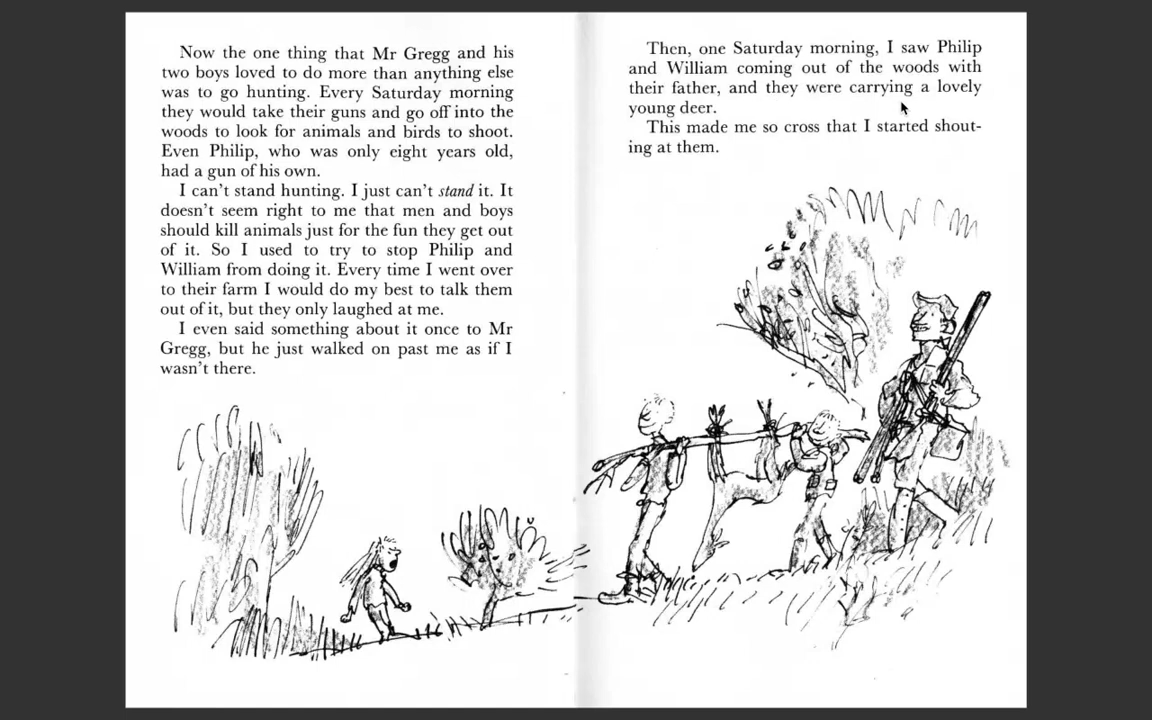 Now the one thing that Mr Gregg and his
two boys loved to do more than anything else
was to go hunting. Every Saturday morning
they would take their guns and go off into the
woods to look for animals and birds to shoot.
Even Philip, who was only eight years old,
had a gun of his own.
I can't stand hunting. I just can't stand it. It
doesn't seem right to me that men and boys
should kill animals just for the fun they get out
of it. So I used to try to stop Philip and
William from doing it. Every time I went over
to their farm I would do my best to talk them
out of it, but they only laughed at me.
I even said something about it once to Mr
Gregg, but he just walked on past me as if I
wasn't there.
Then, one Saturday morning, I saw Philip
and William coming out of the woods with
their father, and they were carrying a lovely
young deer.
This made me so cross that I started shout-
ing at them.